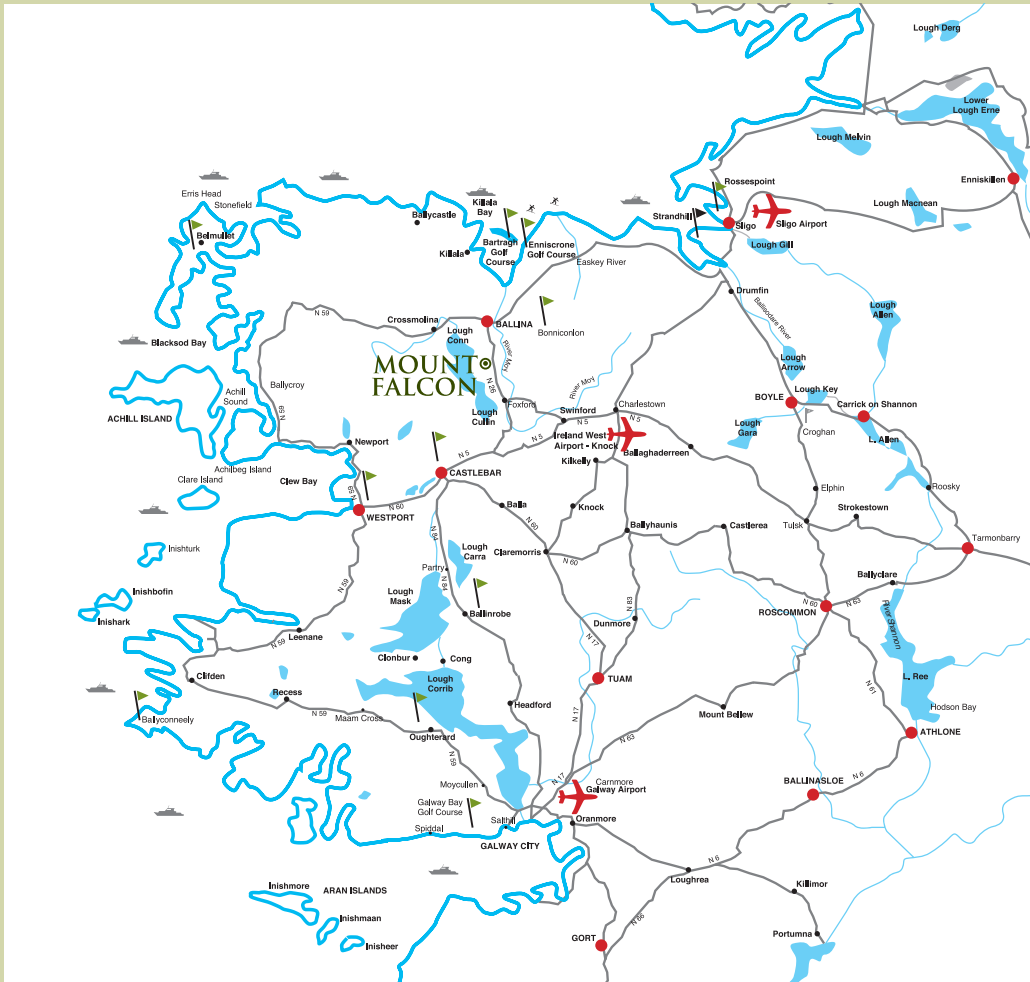 Lough Derg
Lower
Lough Erne
Lough Melvin
Enniskillen
Rossespoint
Erris Head
Stonefield
Killala
Bay
Lough Macnean
Ballycastle
Strandhill
Sligo
Sligo Airport
Belmullet
Bartragh
Golf
Course
Enniscrone
Golf Course
Lough Gill
Killala
Easkey River
Drumfin
Lough
Allen
N 59
Ballisodare River
Crossmolina
BALLINA
Bonniconlon
Blacksod Bay
Lough
Conn
River Moy
Lough
Arrow
MOUNT
FALCON
N 26
River Moy
Ballycroy
Achill
Sound
Lough Key
BOYLE
Carrick on Shannon
ACHILL ISLAND
N 59
Lough
Cullin
Foxford
Swinford
Charlestown
N 5
N 5
Lough
Gara
Croghan
L. Allen
Newport
N 5
N 5
Ireland West
Airport - Knock
Ballaghaderreen
Kilkelly
Achilbeg Island
Clare Island
Clew Bay
CASTLEBAR
Elphin
Roosky
N 59
N 60
WESTPORT
Balla
Knock
Strokestown
N 60
Ballyhaunis
Castlerea
Tulsk
N 84
Tarmonbarry
Inishturk
Lough
Carra
Claremorris
N 60
Partry
N 59
N 84
Ballyclare
Inishbofin
Lough
Mask
N 83
N 60
N 63
Inishark
Ballinrobe
Dunmore
ROSCOMMON
River Shannon
Leenane
N 59
N 17
Clonbur
Cong
Clifden
Lough
Corrib
TUAM
L. Ree
Recess
N 61
Headford
Hodson Bay
Ballyconneely
N 59
Maam Cross
N 17
Mount Bellew
Oughterard
ATHLONE
N 63
N 59
N 17
Carnmore
Galway Airport
BALLINASLOE
N 6
Moycullen
Galway Bay
Golf Course
Salthill
Oranmore
Spiddal
GALWAY CITY
N 6
Loughrea
Inishmore
ARAN ISLANDS
Killimor
Inishmaan
N 66
GORT
Portumna
Inisheer